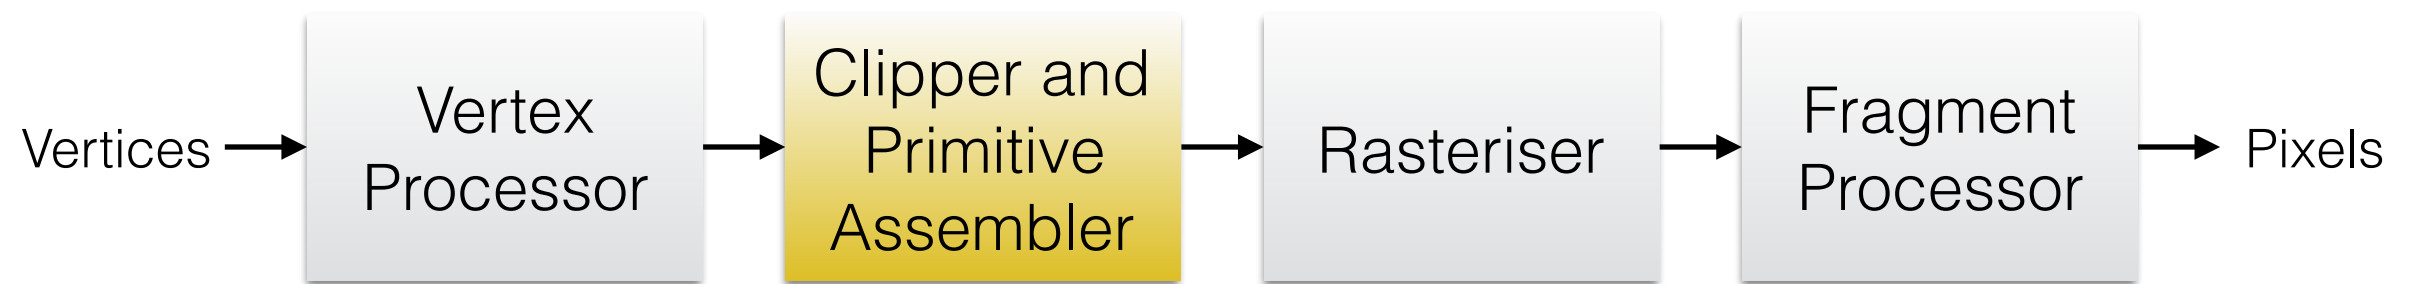 Vertices
Vertex
Processor
Clipper and
Primitive
Assembler
Rasteriser
Fragment
Processor
Pixels